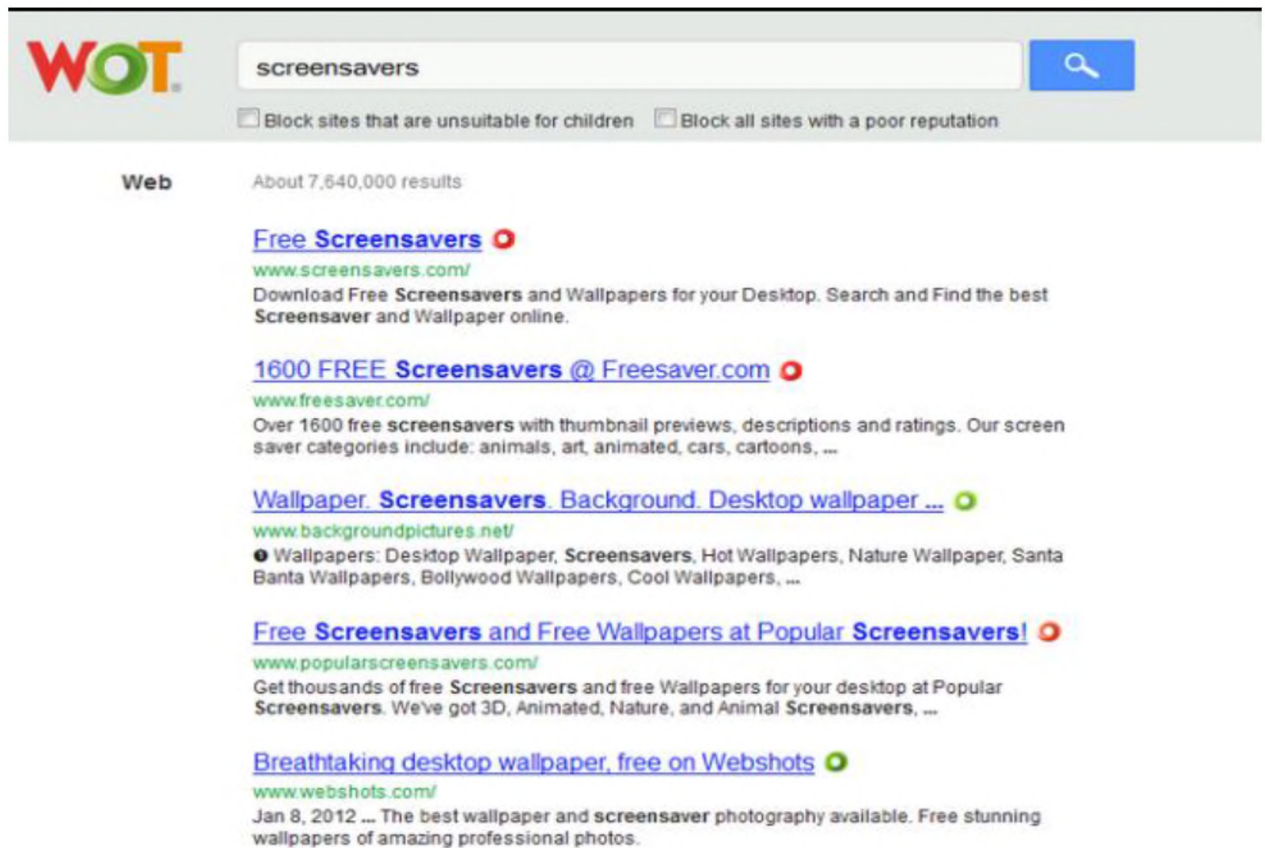 WOT
screensavers
Block sites that are unsuitable for children Block all sites with a poor reputation
Web About 7,640,000 results
Free Screensavers
www.screensavers.com/
Download Free Screensavers and Wallpapers for your Desktop. Search and Find the best
Screensaver and Wallpaper online.
1600 FREE Screensavers @ Freesaver.com
www.freesaver.com/
Over 1600 free screensavers with thumbnail previews, descriptions and ratings. Our screen
saver categories include: animals, art, animated, cars, cartoons, ...
Wallpaper. Screensavers. Background. Desktop wallpaper ...
www.backgroundpictures.net/
Wallpapers: Desktop Wallpaper, Screensavers, Hot Wallpapers, Nature Wallpaper, Santa
Banta Wallpapers, Bollywood Wallpapers, Cool Wallpapers, ...
Free Screensavers and Free Wallpapers at Popular Screensavers!
www.popularscreensavers.com/
Get thousands of free Screensavers and free Wallpapers for your desktop at Popular
Screensavers. We've got 3D, Animated, Nature, and Animal Screensavers, ...
Breathtaking desktop wallpaper, free on Webshots
www.webshots.com/
Jan 8, 2012 ... The best wallpaper and screensaver photography available. Free stunning
wallpapers of amazing professional photos.